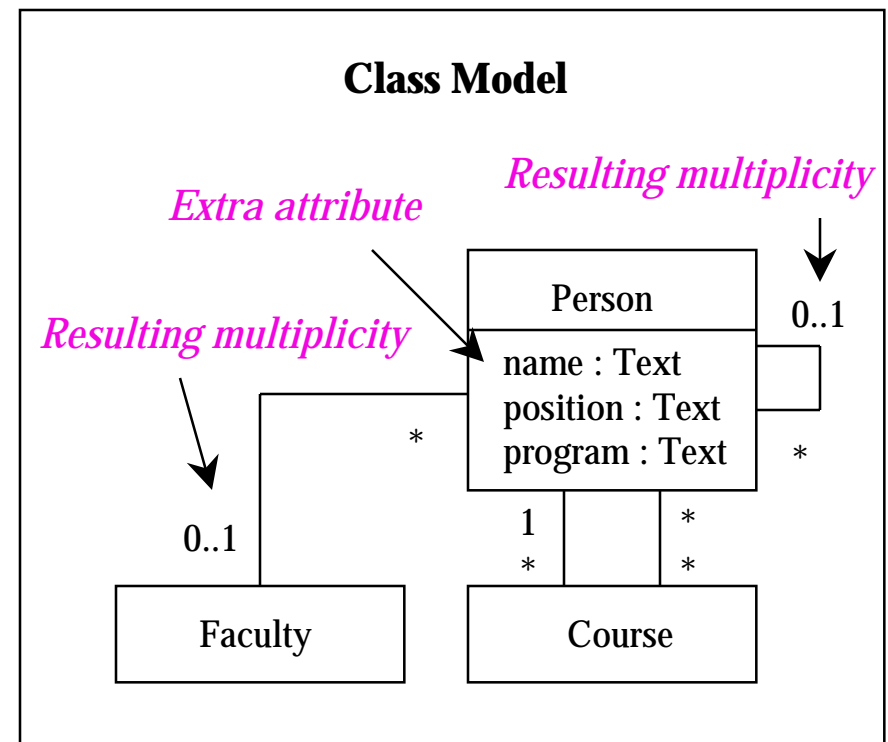 Class Model
Resulting multiplicity
Extra attribute
Person
0..1
Resulting multiplicity
name : Text
position : Text
program : Text
*
*
0..1
1
*
*
*
Faculty
Course